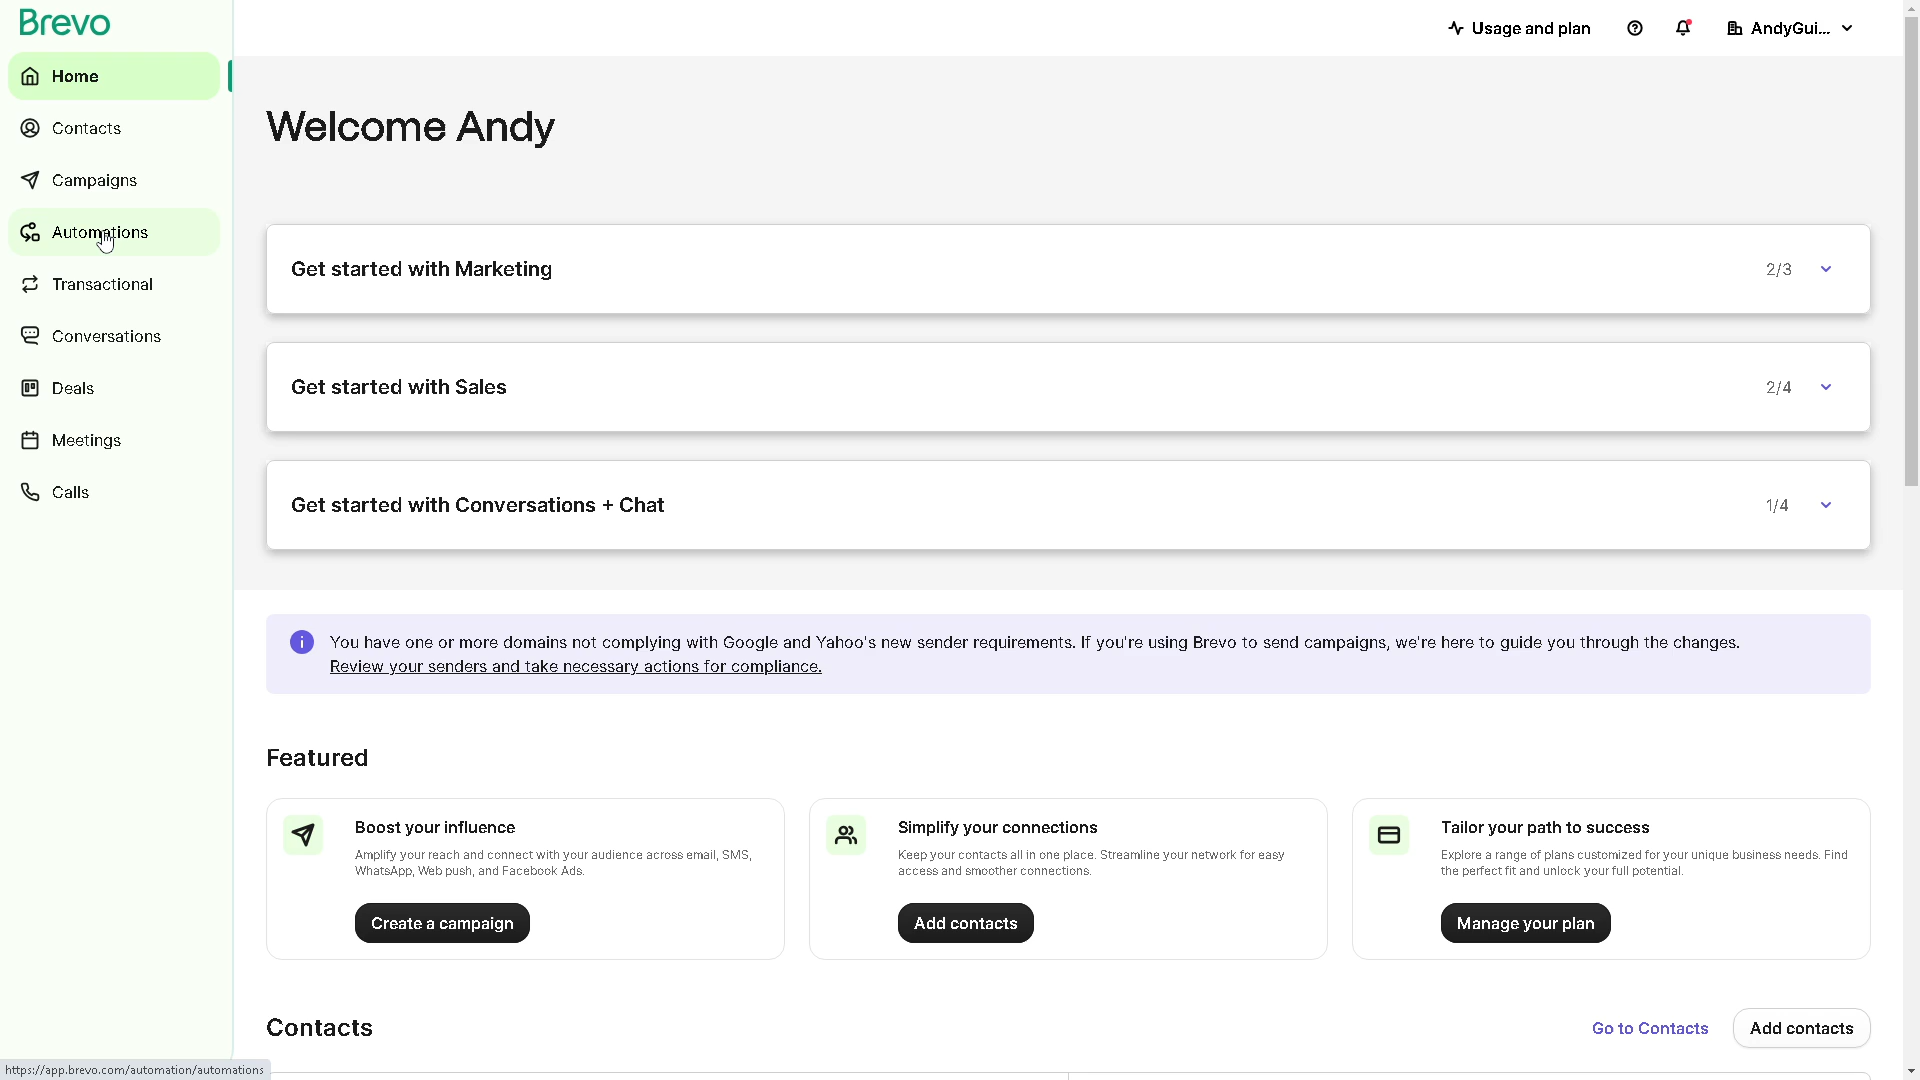 Brevo
Usage and plan
AndyGui...
Home
Contacts
Campaigns
Automations
Transactional
Conversations
Deals
Meetings
Calls
Welcome Andy
Get started with Marketing
2/3
Get started with Sales
2/4
Get started with Conversations + Chat
1/4
You have one or more domains not complying with Google and Yahoo's new sender requirements. If you're using Brevo to send campaigns, we're here to guide you through the changes.
Review your senders and take necessary actions for compliance.
Featured
Boost your influence
Amplify your reach and connect with your audience across email, SMS,
WhatsApp, Web push, and Facebook Ads.
Create a campaign
Simplify your connections
Keep your contacts all in one place. Streamline your network for easy
access and smoother connections.
Add contacts
Tailor your path to success
Explore a range of plans customized for your unique business needs. Find
the perfect fit and unlock your full potential.
Manage your plan
Contacts
Go to Contacts
Add contacts
https://app.brevo.com/automation/automations